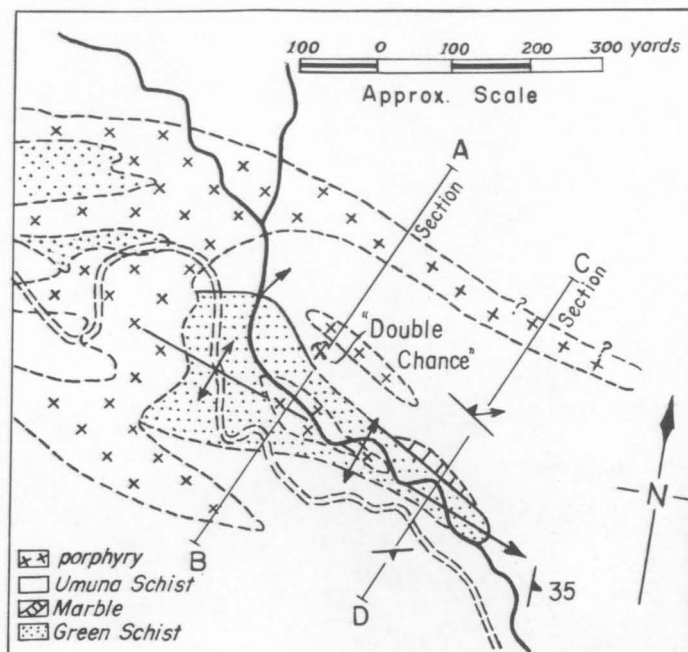 100 0 100 200 300 yards
Approx. Scale
A
Section
C
Section
?
?
"Double
Chance"
N
B
D
35
porphyry
Umuna Schist
Marble
Green Schist